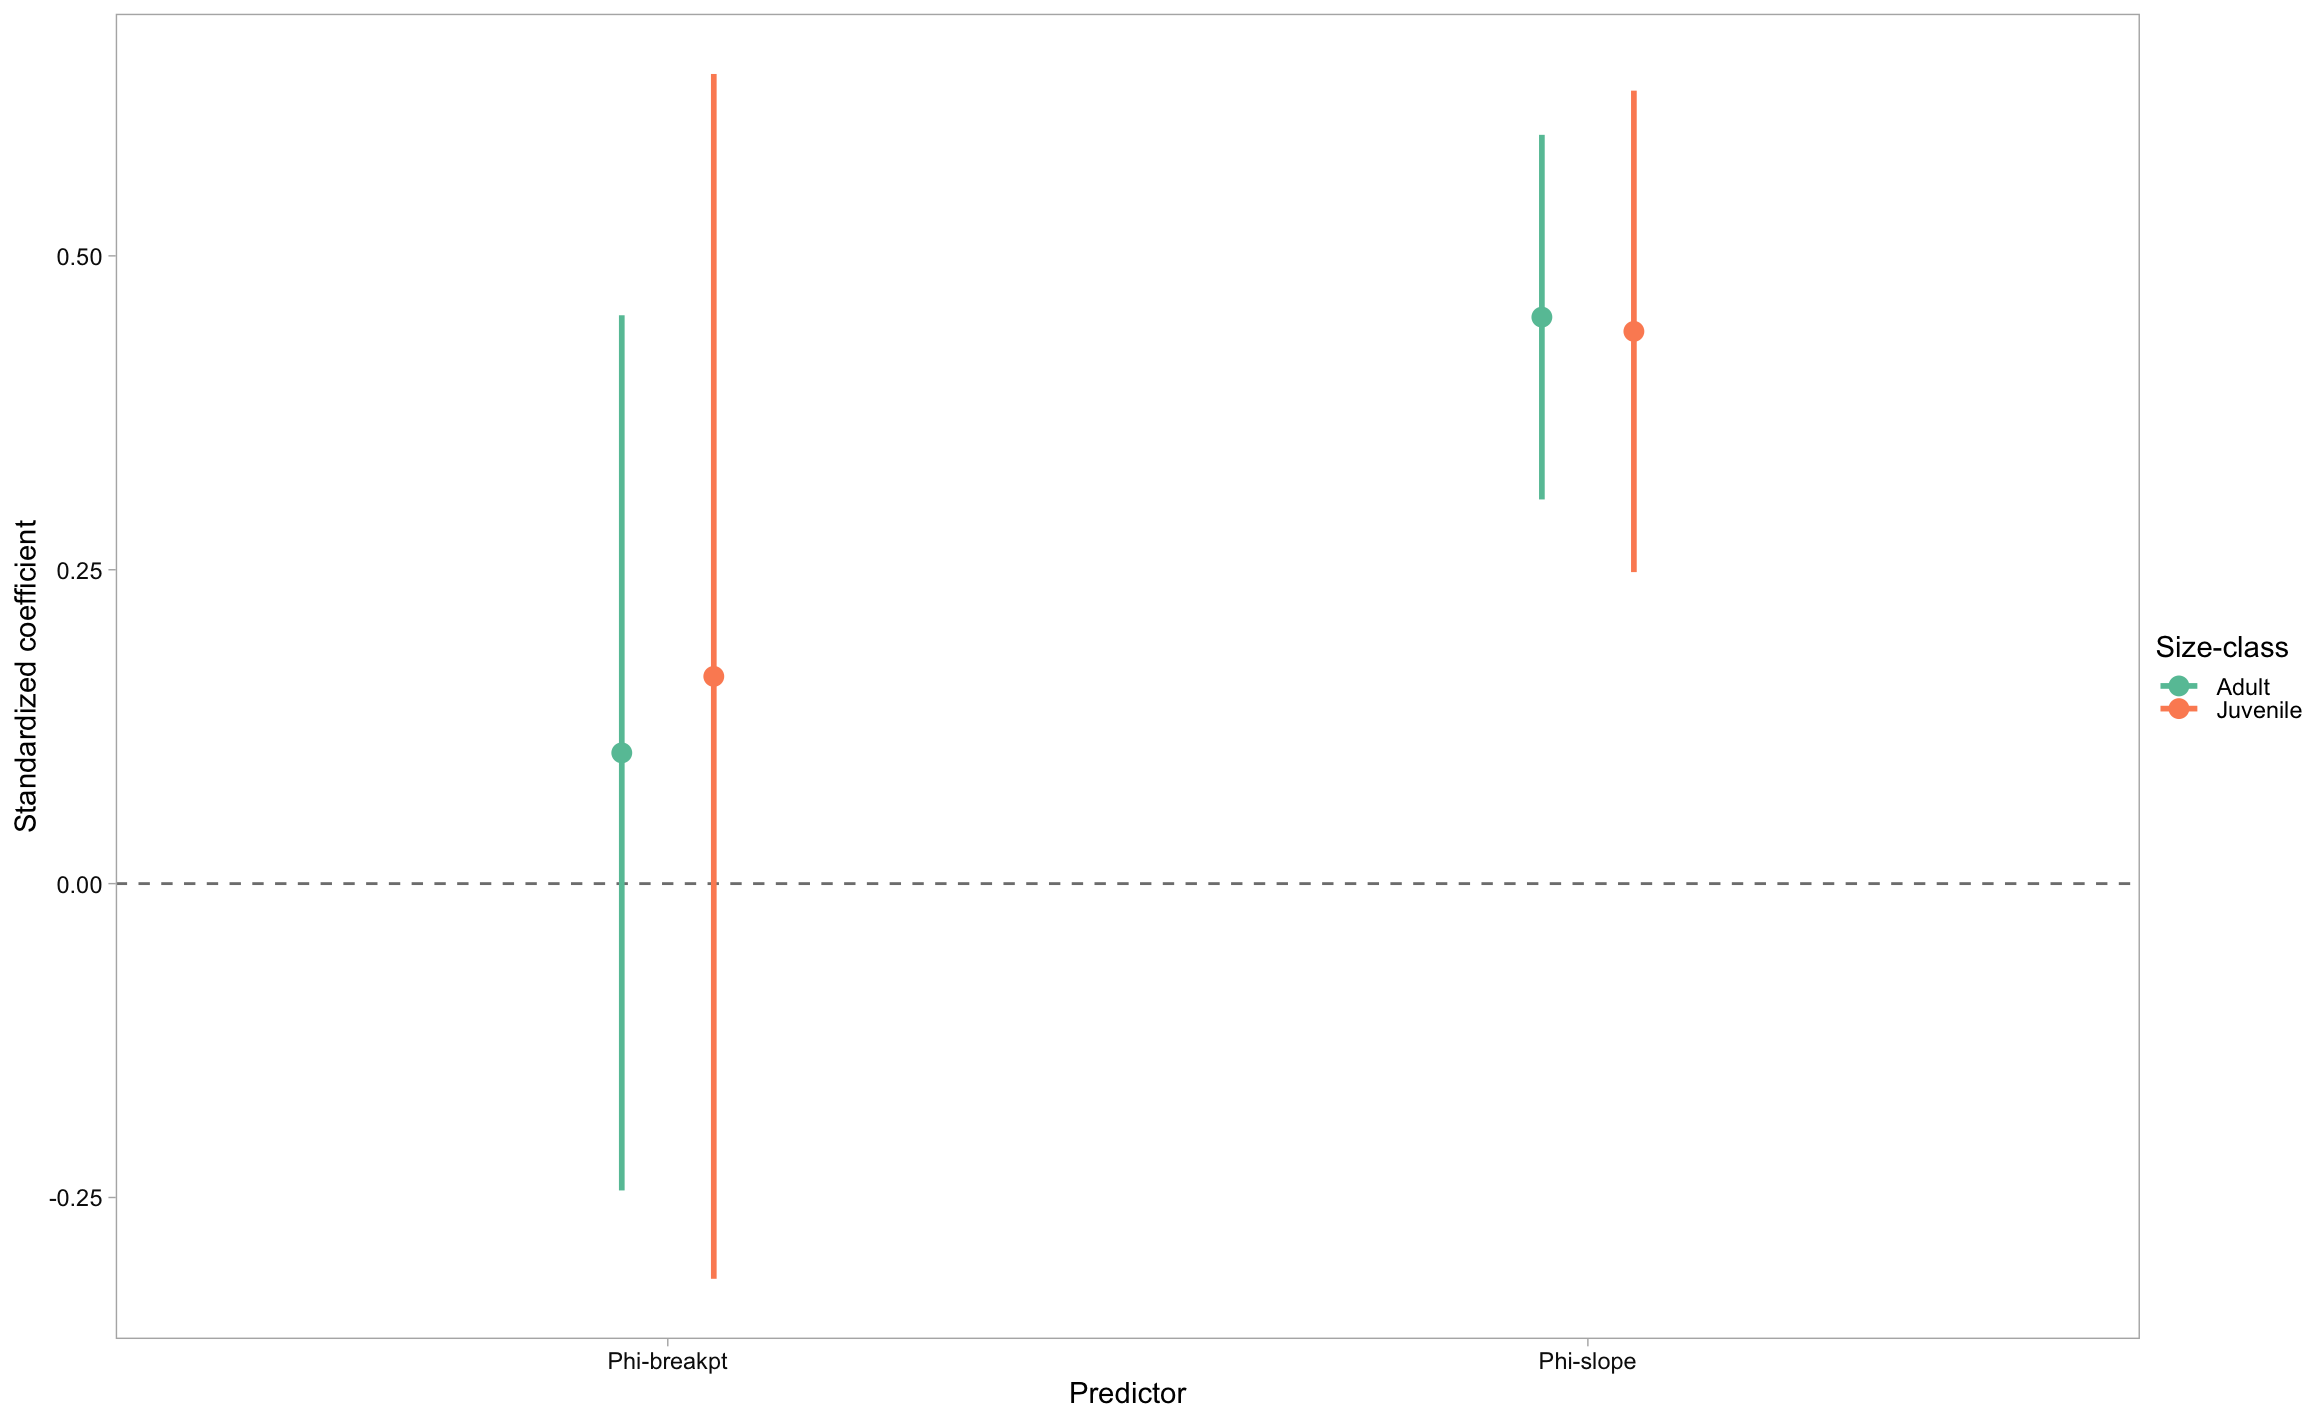 Standardized coefficient
0.50
0.25
0.00
-0.25
Phi-breakpt
Phi-slope
Predictor
Size-class
Adult
Juvenile